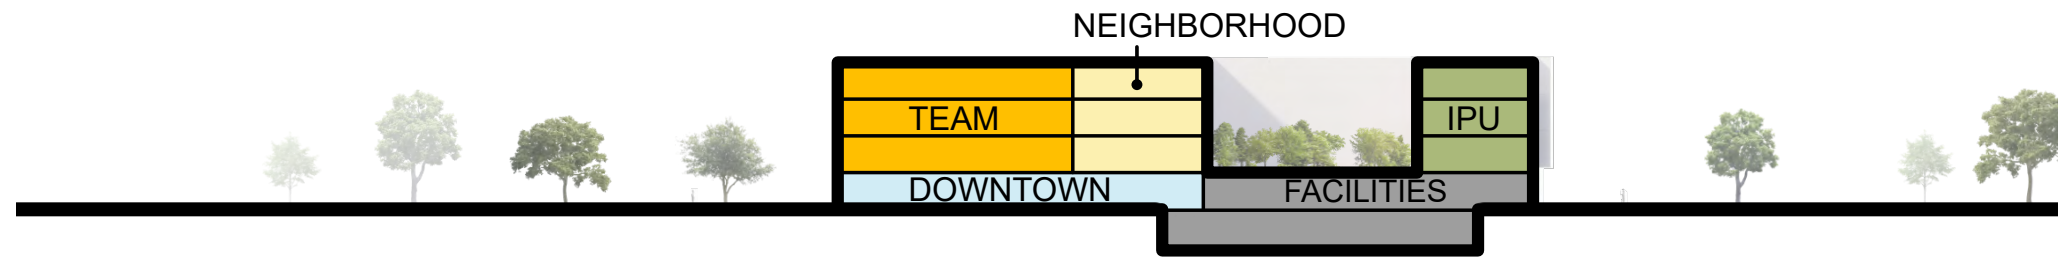 NEIGHBORHOOD
TEAM
IPU
DOWNTOWN
FACILITIES